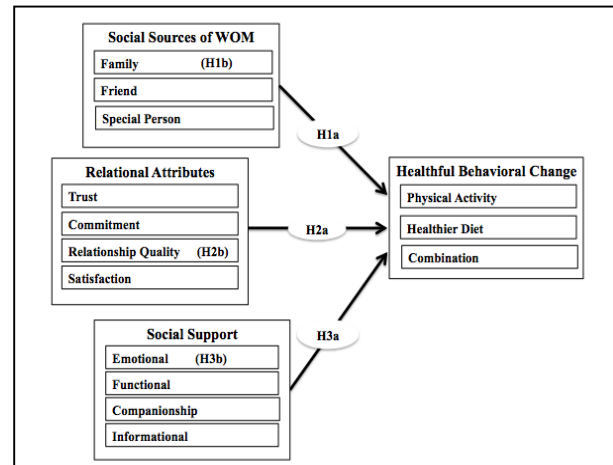 Social Sources of WOM
Family (H1b)
Friend
Special Person
H1a
Relational Attributes
Trust
Commitment
Relationship Quality (H2b)
Satisfaction
H2a
Healthful Behavioral Change
Physical Activity
Healthier Diet
Combination
Social Support
Emotional (H3b)
Functional
Companionship
Informational
H3a